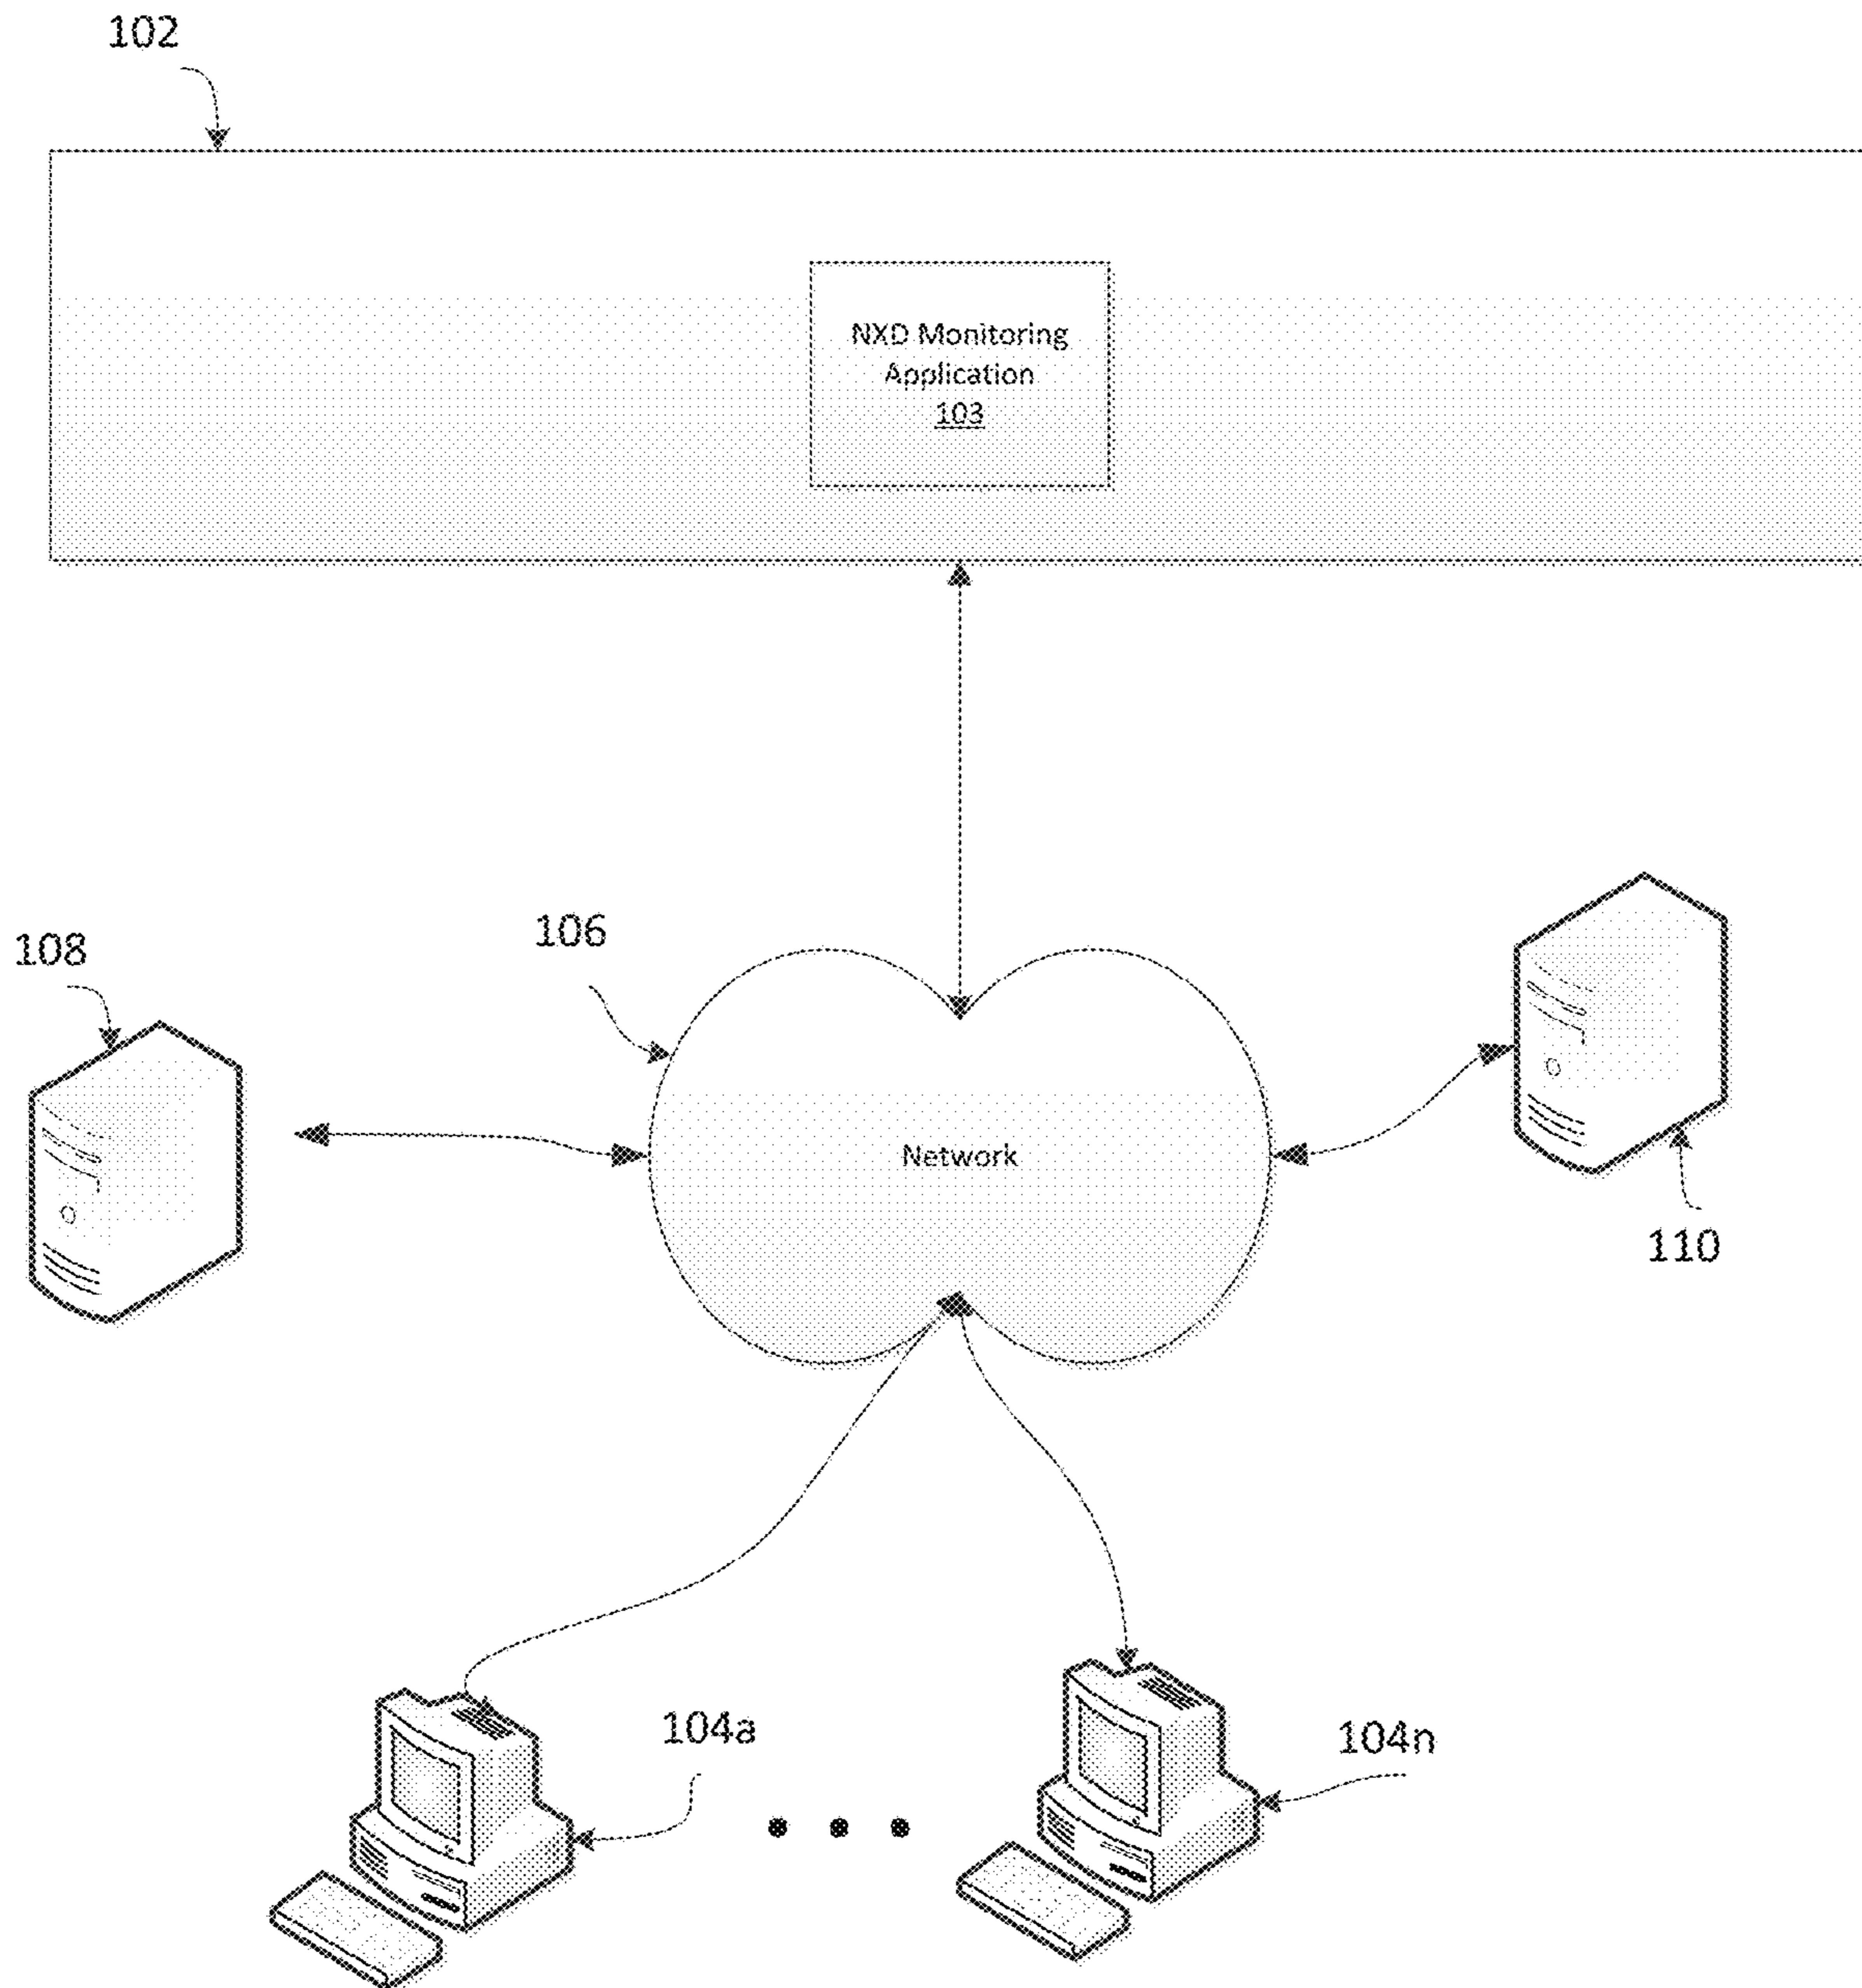 102
NXD Monitoring
Application
103
106
108
Network
110
104a
104n